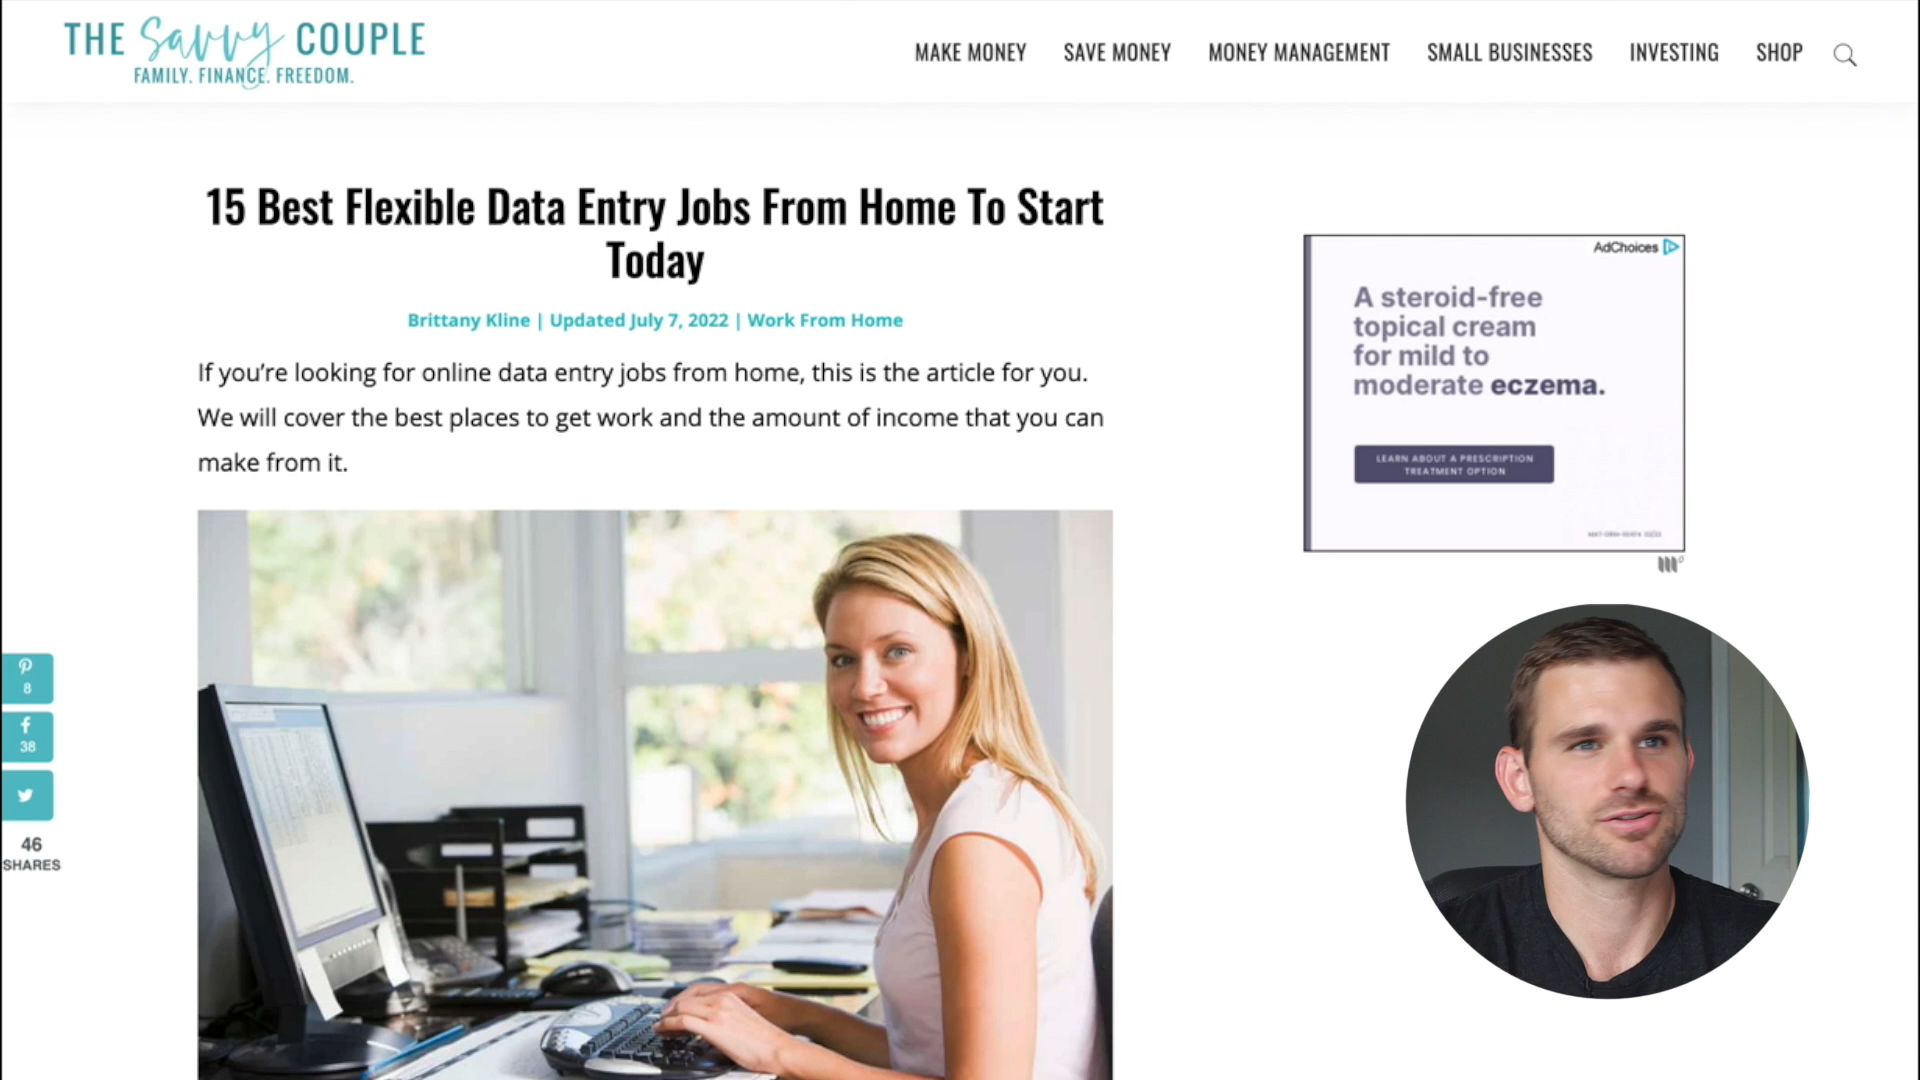 THE Savvy COUPLE
FAMILY. FINANCE. FREEDOM.
MAKE MONEY
SAVE MONEY
MONEY MANAGEMENT
SMALL BUSINESSES
INVESTING
SHOP
15 Best Flexible Data Entry Jobs From Home To Start
Today
Brittany Kline | Updated July 7, 2022 | Work From Home
If you’re looking for online data entry jobs from home, this is the article for you.
We will cover the best places to get work and the amount of income that you can
make from it.
AdChoices
A steroid-free
topical cream
for mild to
moderate eczema.
LEARN ABOUT A PRESCRIPTION
TREATMENT OPTION
8
38
46
SHARES